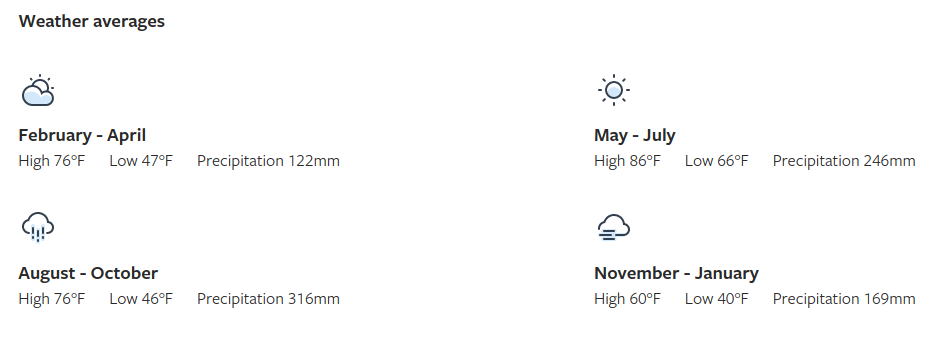 Weather averages
February - April
High 76°F Low 47°F Precipitation 122mm
May - July
High 86°F Low 66°F Precipitation 246mm
August - October
High 76°F Low 46°F Precipitation 316mm
November - January
High 60°F Low 40°F Precipitation 169mm